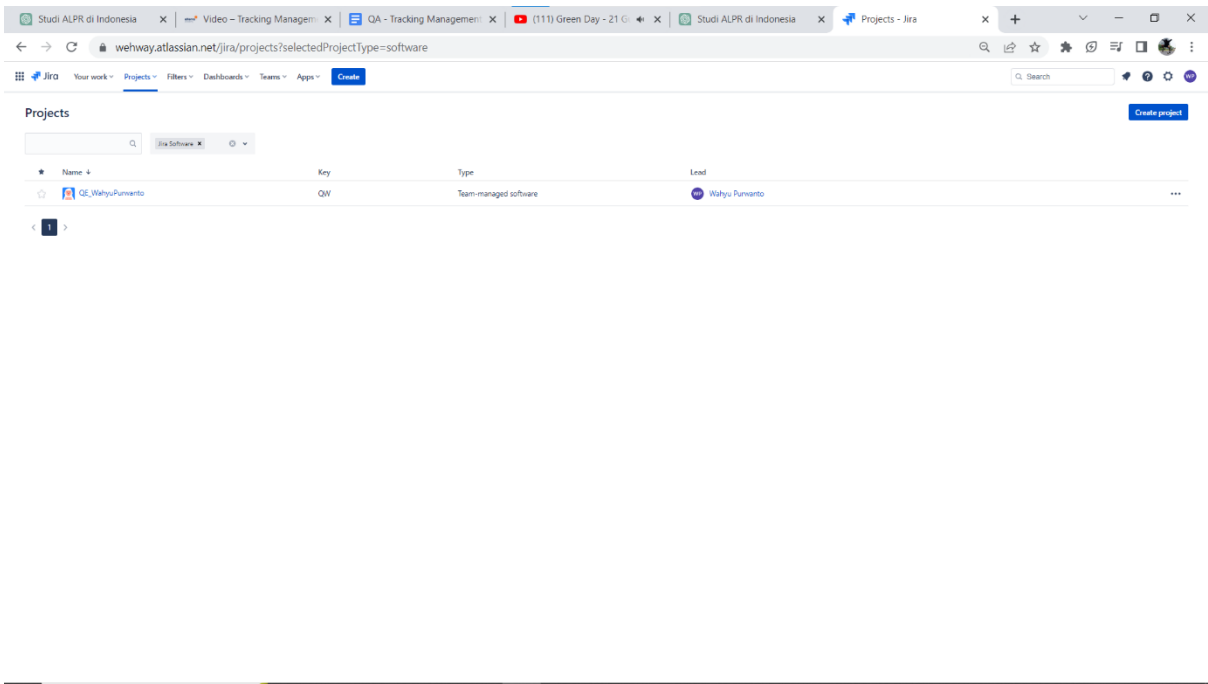 Studi ALPR di Indonesia
Video – Tracking Managem
QA - Tracking Management
(111) Green Day - 21 G
Studi ALPR di Indonesia
Projects - Jira
wehway.atlassian.net/jira/projects?selectedProjectType=software
Jira Your work Projects Filters Dashboards Teams Apps Create Search WP
Projects Create project
Jira Software
Name Key Type Lead
QE_WahyuPurwanto QW Team-managed software WP Wahyu Purwanto
1